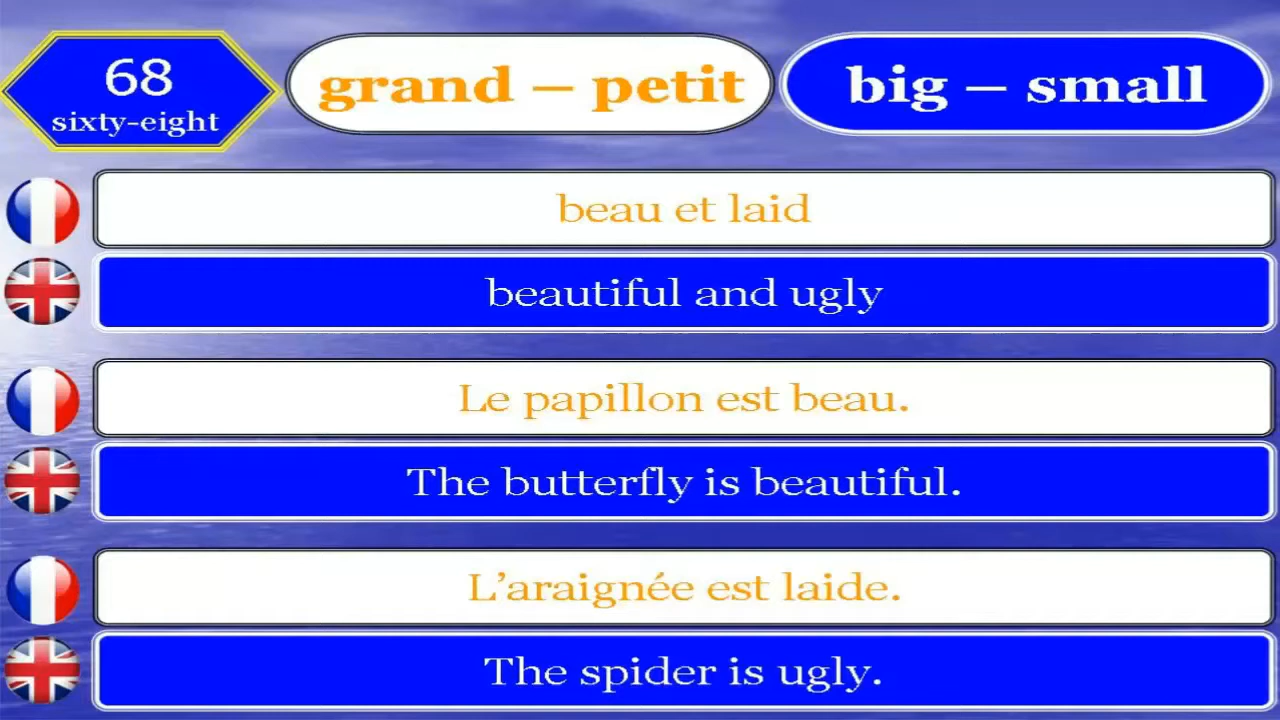 68
sixty-eight
grand – petit
big – small
beau et laid
beautiful and ugly
Le papillon est beau.
The butterfly is beautiful.
L’araignée est laide.
The spider is ugly.